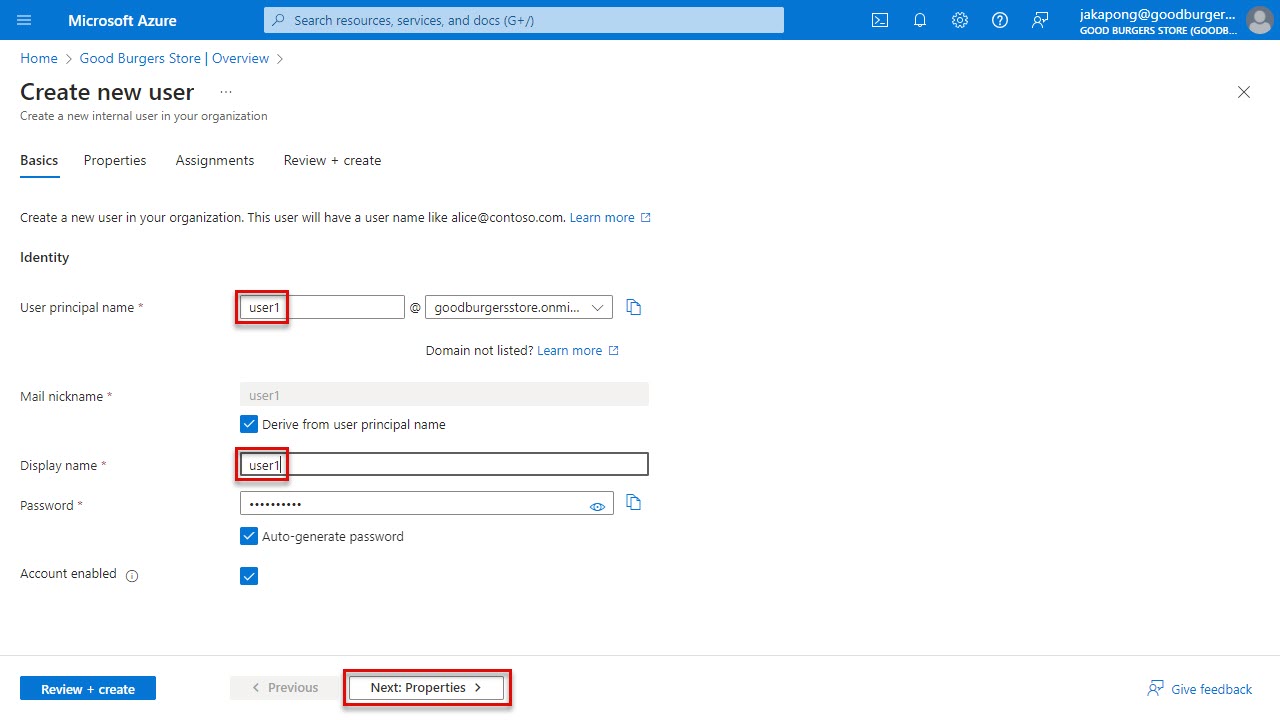 Microsoft Azure
Search resources, services, and docs (G+/)
jakapong@goodburger...
GOOD BURGERS STORE (GOODB...
Home > Good Burgers Store | Overview >
Create new user ...
Create a new internal user in your organization
Basics Properties Assignments Review + create
Create a new user in your organization. This user will have a user name like alice@contoso.com. Learn more
Identity
User principal name * user1 @ goodburgersstore.onmi...
Domain not listed? Learn more
Mail nickname * user1
Derive from user principal name
Display name * user1
Password * ••••••••••
Auto-generate password
Account enabled
Review + create < Previous Next: Properties > Give feedback